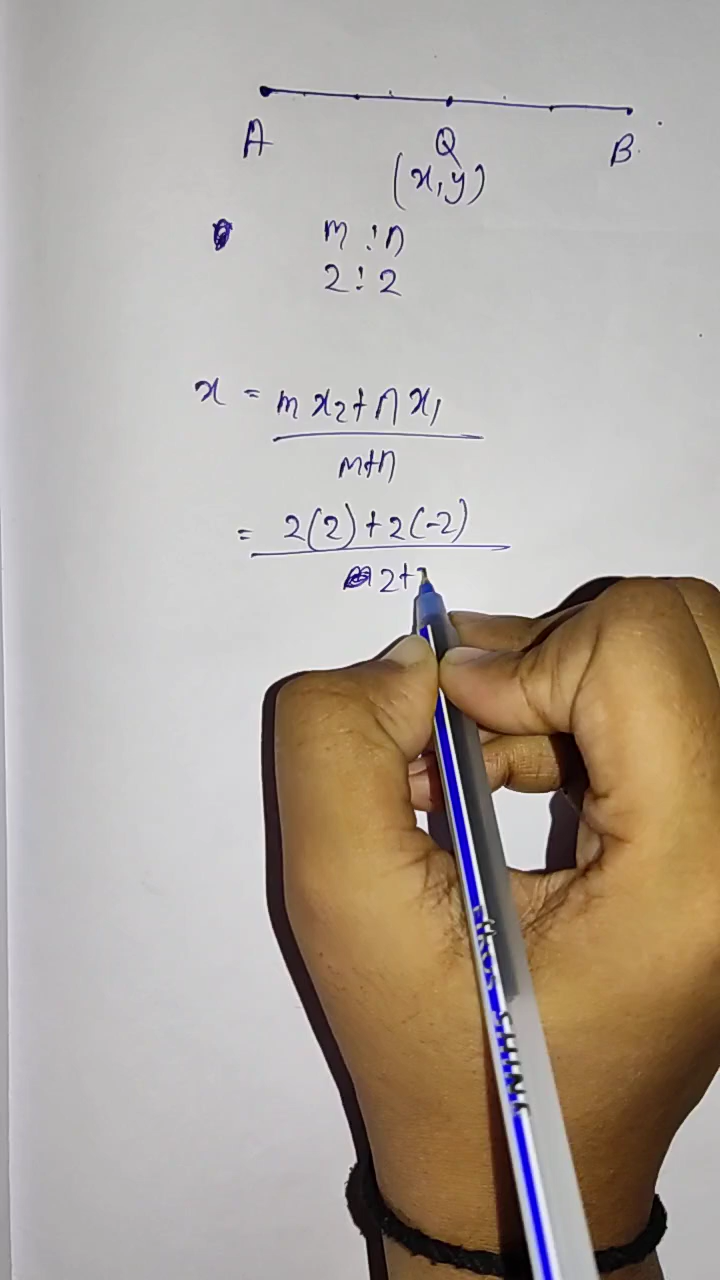 A Q B
(x,y)
m:n
2:2
x = mx₂+nx₁
m+n
= 2(2)+2(-2)
2+